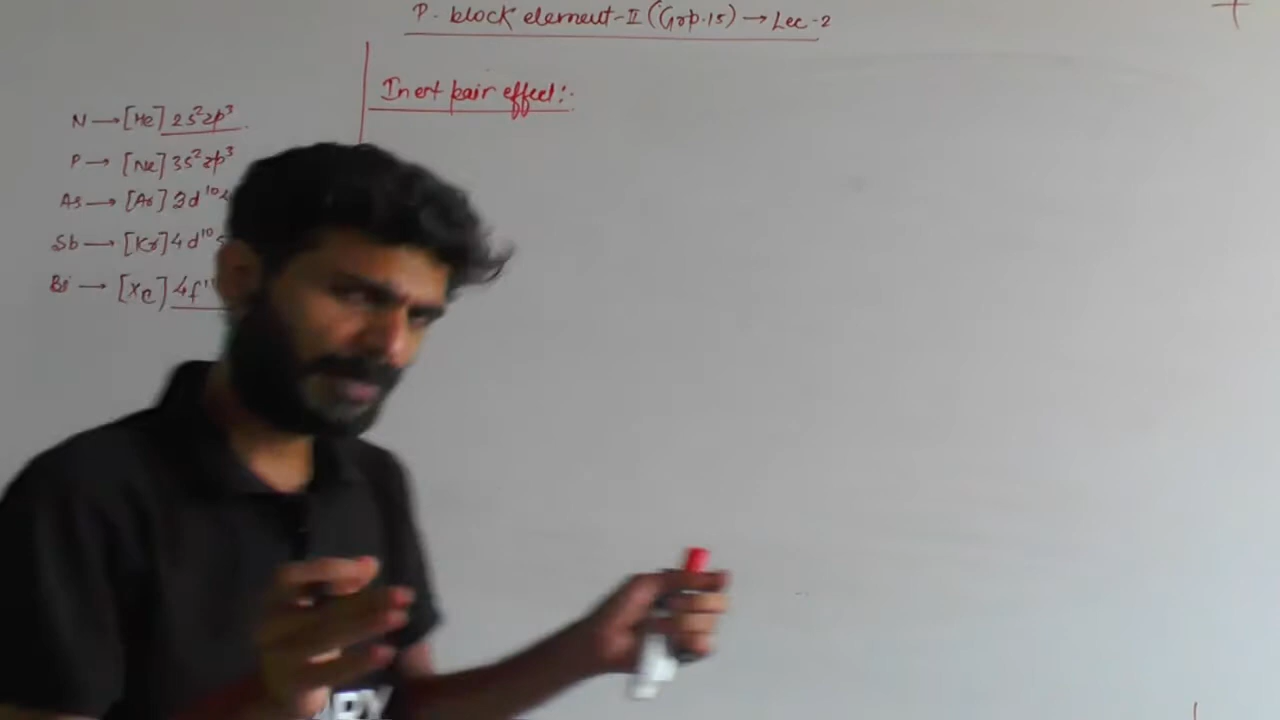 P- block element-II (Grp.15) → Lec-2
Inert pair effect:-
N → [He] 2s²2p³
P → [Ne] 3s²2p³
As → [Ar] 3d¹⁰
Sb → [Kr] 4d¹⁰
Bi → [Xe] 4f